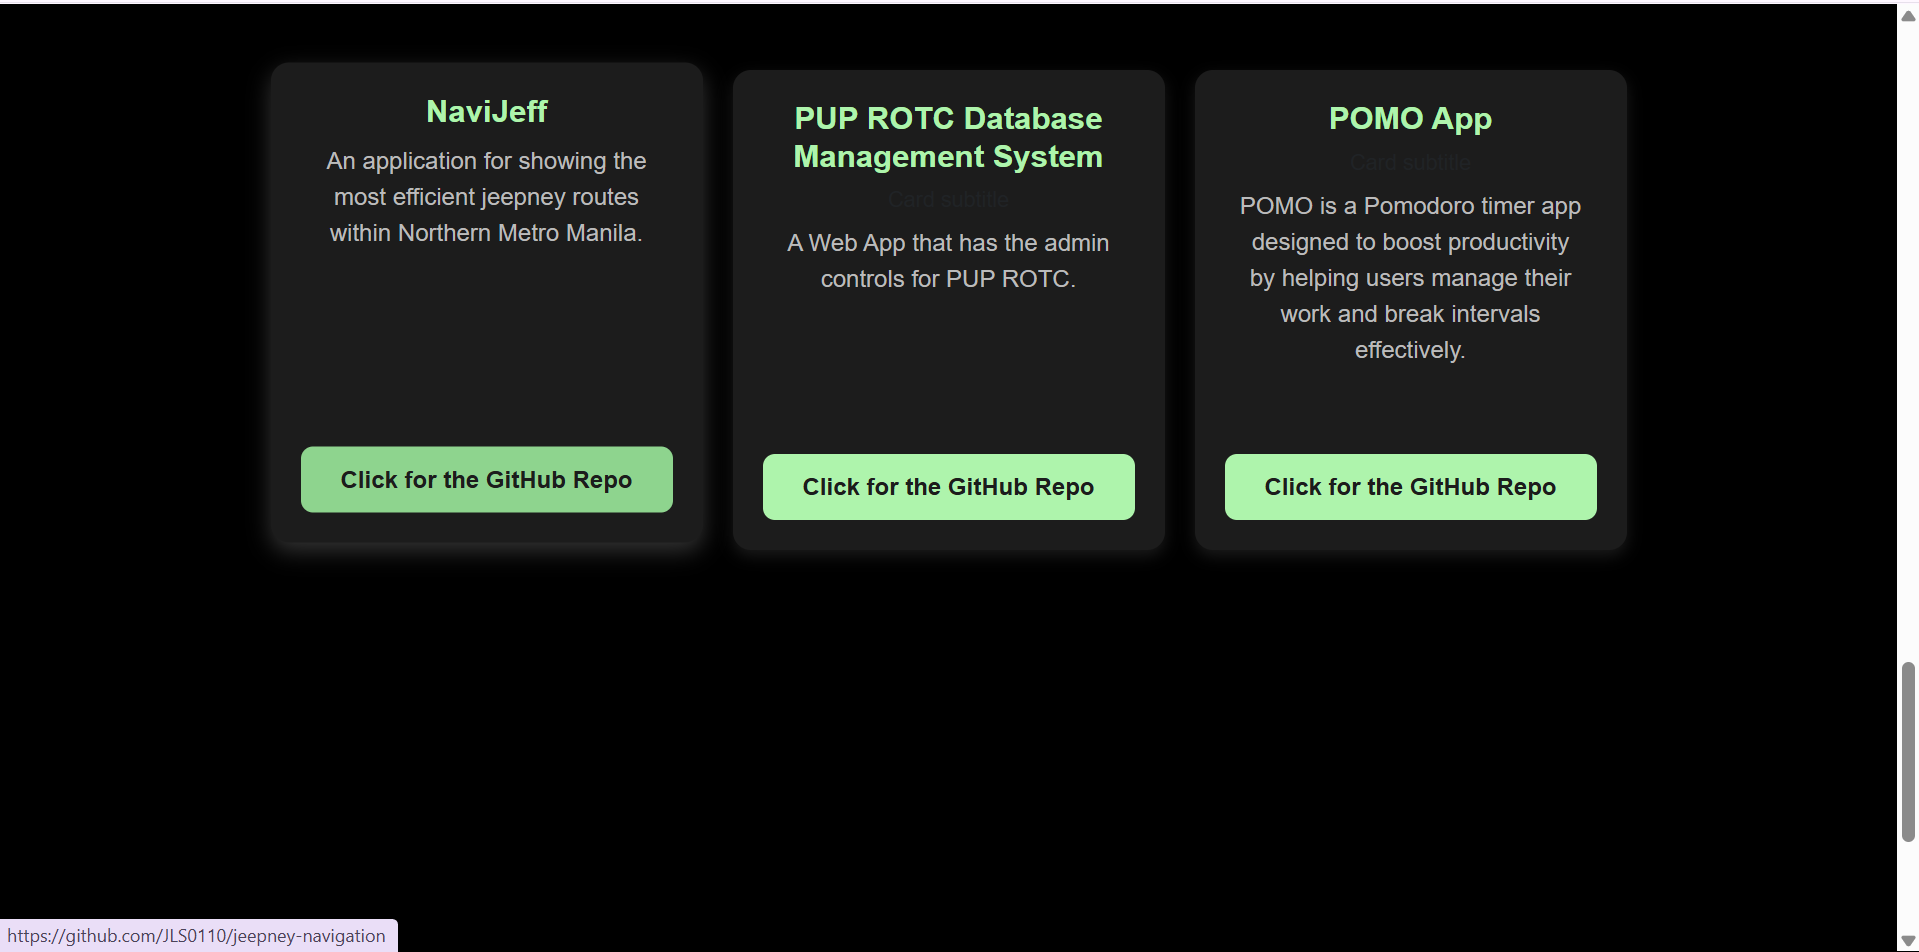 NaviJeff
An application for showing the
most efficient jeepney routes
within Northern Metro Manila.
Click for the GitHub Repo
PUP ROTC Database
Management System
Card subtitle
A Web App that has the admin
controls for PUP ROTC.
Click for the GitHub Repo
POMO App
Card subtitle
POMO is a Pomodoro timer app
designed to boost productivity
by helping users manage their
work and break intervals
effectively.
Click for the GitHub Repo
https://github.com/JLS0110/jeepney-navigation